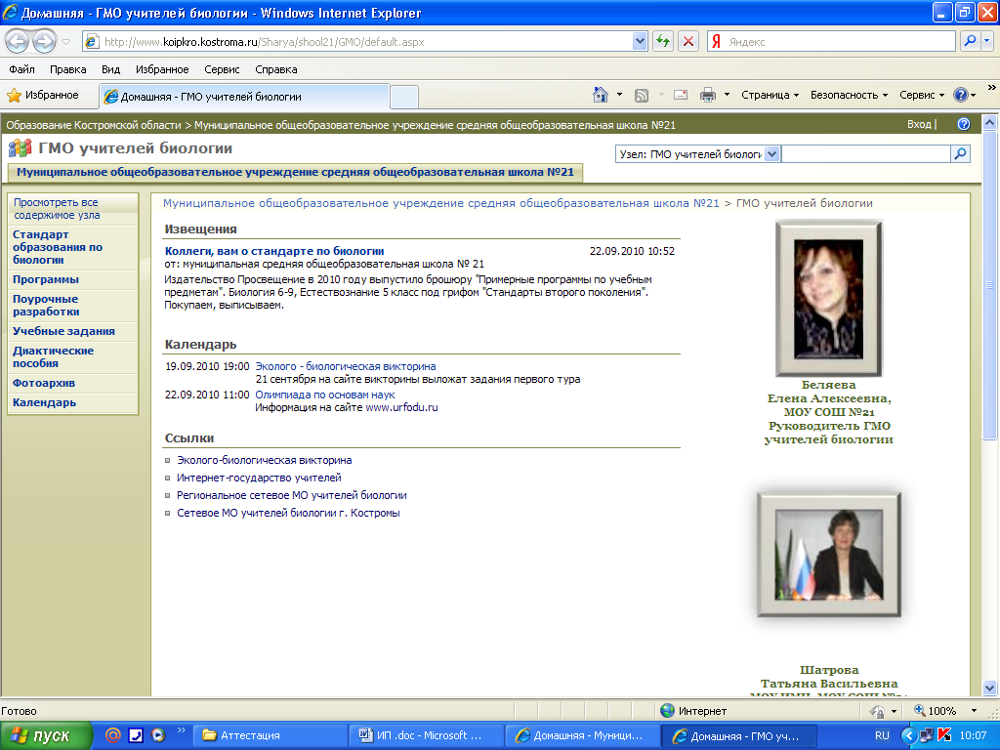 Домашняя - ГМО учителей биологии - Windows Internet Explorer
http://www.koipkro.kostroma.ru/Sharya/shool21/GMO/default.aspx
Яндекс
Файл Правка Вид Избранное Сервис Справка
Избранное
Домашняя - ГМО учителей биологии
Страница Безопасность Сервис
Образование Костромской области > Муниципальное общеобразовательное учреждение средняя общеобразовательная школа №21
Вход |
ГМО учителей биологии
Узел: ГМО учителей биологи
Муниципальное общеобразовательное учреждение средняя общеобразовательная школа №21
Просмотреть все
содержимое узла
Стандарт
образования по
биологии
Программы
Поурочные
разработки
Учебные задания
Диактические
пособия
Фотоархив
Календарь
Муниципальное общеобразовательное учреждение средняя общеобразовательная школа №21 > ГМО учителей биологии
Извещения
Коллеги, вам о стандарте по биологии 22.09.2010 10:52
от: муниципальная средняя общеобразовательная школа № 21
Издательство Просвещение в 2010 году выпустило брошюру "Примерные программы по учебным
предметам". Биология 6-9, Естествознание 5 класс под грифом "Стандарты второго поколения".
Покупаем, выписываем.
Календарь
19.09.2010 19:00 Эколого - биологическая викторина
21 сентября на сайте викторины выложат задания первого тура
22.09.2010 11:00 Олимпиада по основам наук
Информация на сайте www.urfodu.ru
Ссылки
Эколого-биологическая викторина
Интернет-государство учителей
Региональное сетевое МО учителей биологии
Сетевое МО учителей биологии г. Костромы
Беляева
Елена Алексеевна,
МОУ СОШ №21
Руководитель ГМО
учителей биологии
Шатрова
Татьяна Васильевна
Готово
Интернет
100%
пуск
Аттестация
ИП .doc - Microsoft ...
Домашняя - Муници...
Домашняя - ГМО уч...
RU
10:07